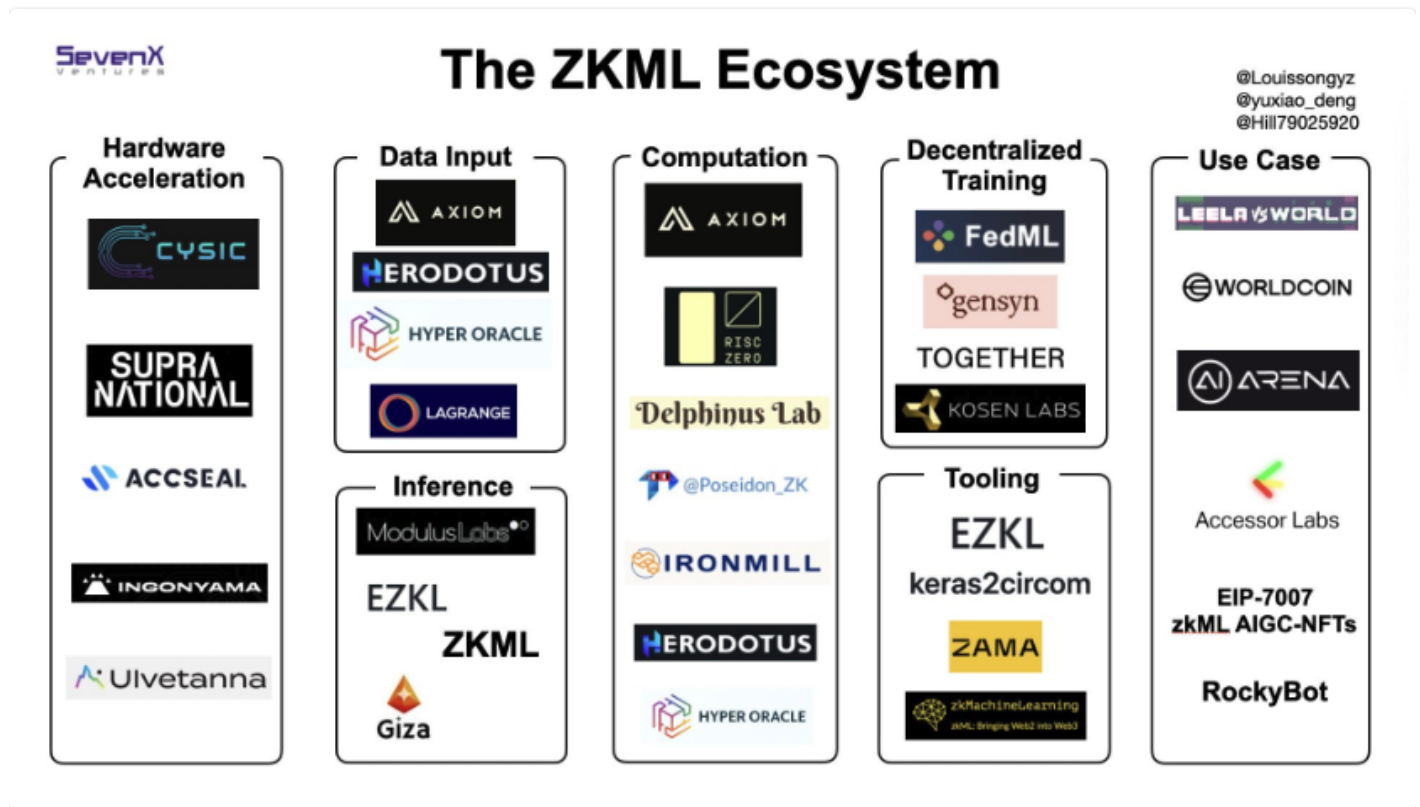 SevenX
Ventures
The ZKML Ecosystem
@Louissongyz
@yuxiao_deng
@Hill79025920
Hardware
Acceleration
CYSIC
SUPRA
NATIONAL
ACCSEAL
INGONYAMA
Ulvetanna
Data Input
AXIOM
HERODOTUS
HYPER ORACLE
LAGRANGE
Inference
ModulusLabs
EZKL
ZKML
Giza
Computation
AXIOM
RISC
ZERO
Delphinus Lab
@Poseidon_ZK
IRONMILL
HERODOTUS
HYPER ORACLE
Decentralized
Training
FedML
gensyn
TOGETHER
KOSEN LABS
Tooling
EZKL
keras2circom
ZAMA
zkMachineLearning
zkML: Bringing Web2 into Web3
Use Case
LEELA VS WORLD
WORLDCOIN
AI ARENA
Accessor Labs
EIP-7007
zkML AIGC-NFTs
RockyBot